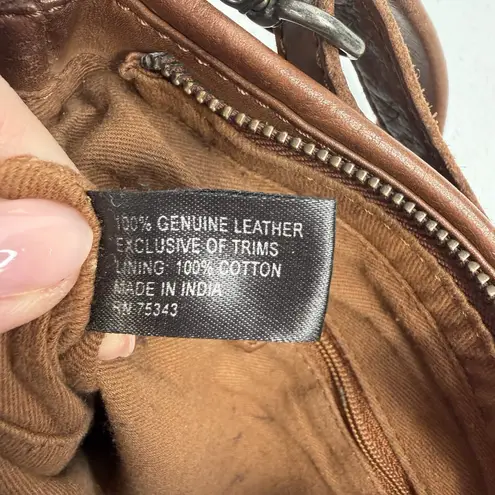 100% GENUINE LEATHER
EXCLUSIVE OF TRIMS
LINING: 100% COTTON
MADE IN INDIA
RN 75343